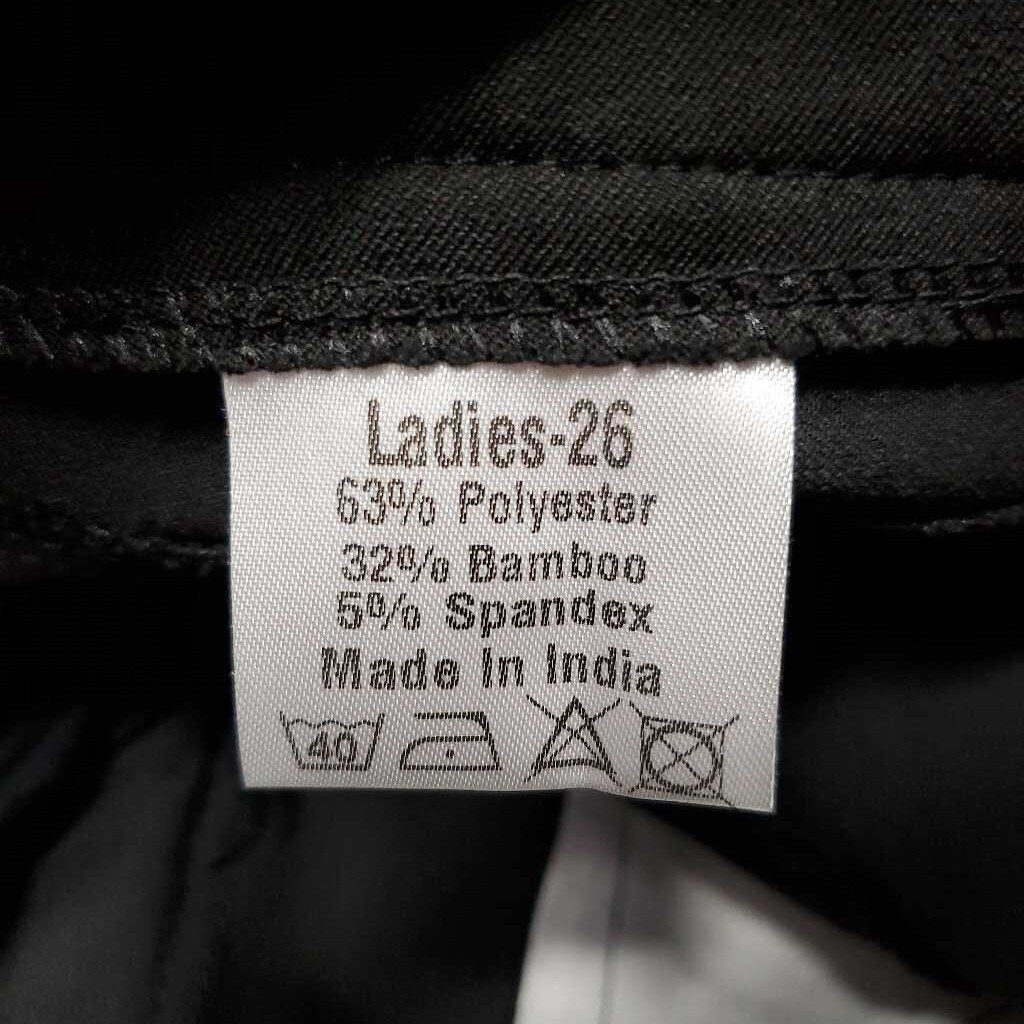 Ladies-26
63% Polyester
32% Bamboo
5% Spandex
Made In India
40